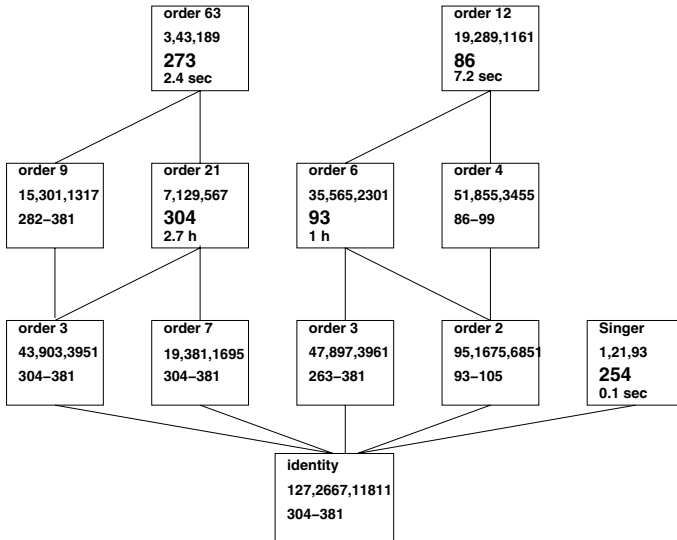 order 63
3,43,189
273
2.4 sec
order 12
19,289,1161
86
7.2 sec
order 9
15,301,1317
282−381
order 21
7,129,567
304
2.7 h
order 6
35,565,2301
93
1 h
order 4
51,855,3455
86−99
order 3
43,903,3951
304−381
order 7
19,381,1695
304−381
order 3
47,897,3961
263−381
order 2
95,1675,6851
93−105
Singer
1,21,93
254
0.1 sec
identity
127,2667,11811
304−381